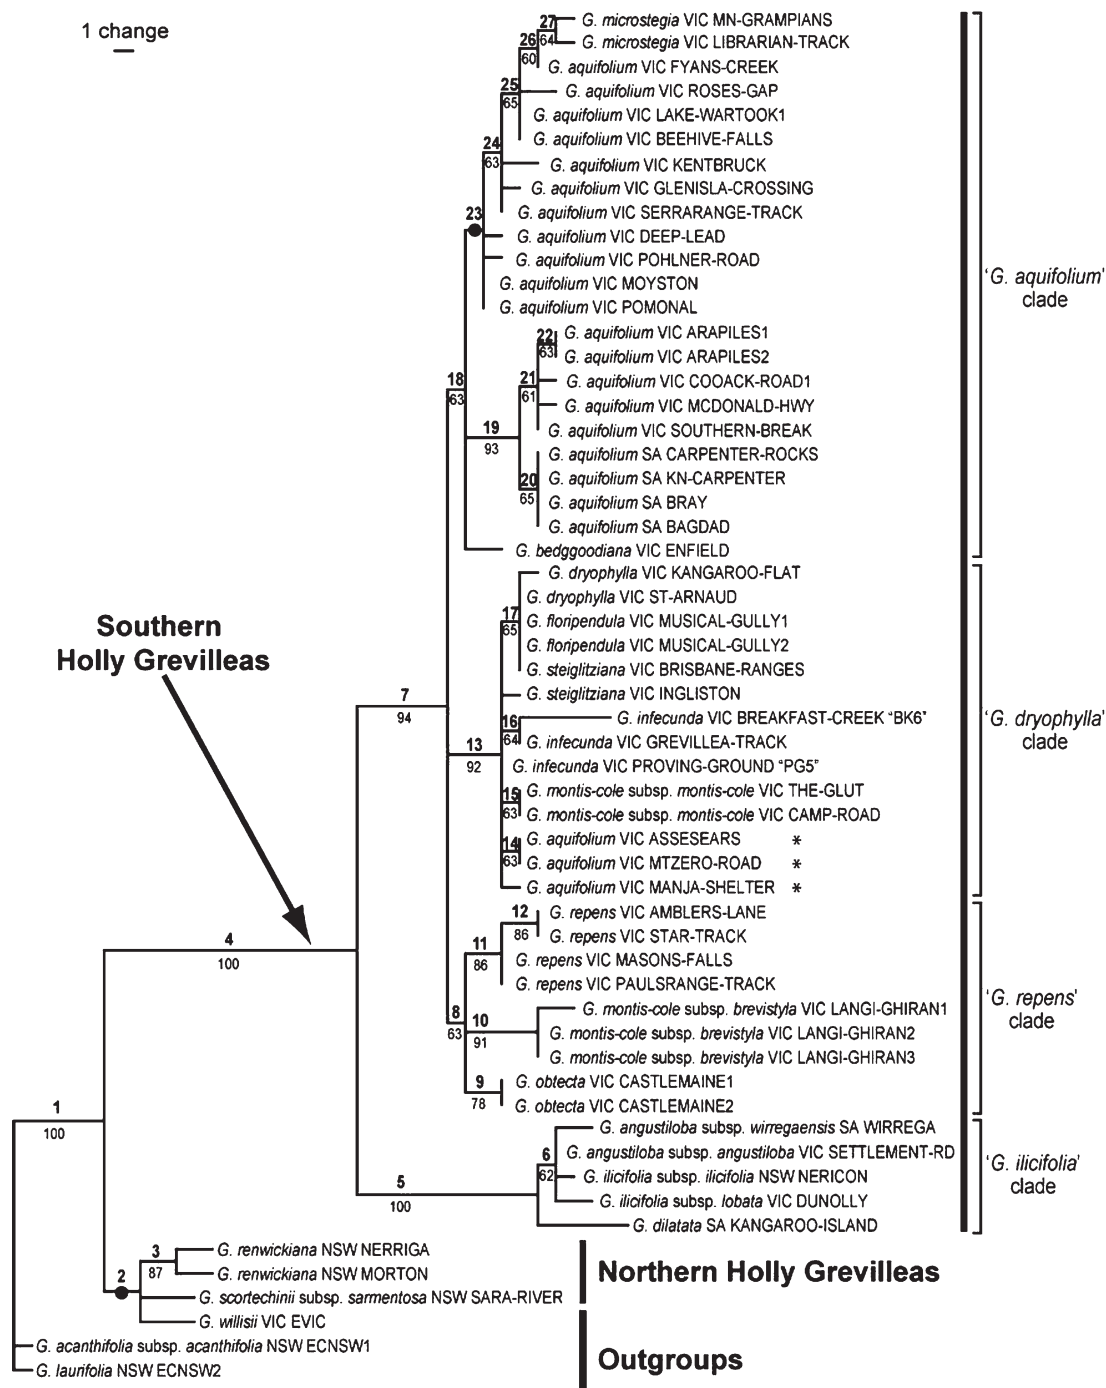 1 change
27
G. microstegia VIC MN-GRAMPIANS
64
G. microstegia VIC LIBRARIAN-TRACK
26
60
G. aquifolium VIC FYANS-CREEK
25
65
G. aquifolium VIC ROSES-GAP
G. aquifolium VIC LAKE-WARTOOK1
G. aquifolium VIC BEEHIVE-FALLS
24
63
G. aquifolium VIC KENTBRUCK
G. aquifolium VIC GLENISLA-CROSSING
G. aquifolium VIC SERRARANGE-TRACK
23
G. aquifolium VIC DEEP-LEAD
G. aquifolium VIC POHLNER-ROAD
G. aquifolium VIC MOYSTON
G. aquifolium VIC POMONAL
'G. aquifolium'
clade
22
63
G. aquifolium VIC ARAPILES1
G. aquifolium VIC ARAPILES2
18
63
21
61
G. aquifolium VIC COOACK-ROAD1
G. aquifolium VIC MCDONALD-HWY
G. aquifolium VIC SOUTHERN-BREAK
19
93
G. aquifolium SA CARPENTER-ROCKS
20
65
G. aquifolium SA KN-CARPENTER
G. aquifolium SA BRAY
G. aquifolium SA BAGDAD
G. bedggoodiana VIC ENFIELD
G. dryophylla VIC KANGAROO-FLAT
G. dryophylla VIC ST-ARNAUD
17
65
G. floripendula VIC MUSICAL-GULLY1
G. floripendula VIC MUSICAL-GULLY2
G. steiglitziana VIC BRISBANE-RANGES
G. steiglitziana VIC INGLISTON
Southern
Holly Grevilleas
7
94
16
64
G. infecunda VIC BREAKFAST-CREEK "BK6"
G. infecunda VIC GREVILLEA-TRACK
'G. dryophylla'
clade
13
92
G. infecunda VIC PROVING-GROUND "PG5"
15
63
G. montis-cole subsp. montis-cole VIC THE-GLUT
G. montis-cole subsp. montis-cole VIC CAMP-ROAD
14
63
G. aquifolium VIC ASSESEARS *
G. aquifolium VIC MTZERO-ROAD *
G. aquifolium VIC MANJA-SHELTER *
12
86
G. repens VIC AMBLERS-LANE
G. repens VIC STAR-TRACK
4
100
11
86
G. repens VIC MASONS-FALLS
G. repens VIC PAULSRANGE-TRACK
'G. repens'
clade
8
63
10
91
G. montis-cole subsp. brevistyla VIC LANGI-GHIRAN1
G. montis-cole subsp. brevistyla VIC LANGI-GHIRAN2
G. montis-cole subsp. brevistyla VIC LANGI-GHIRAN3
9
78
G. obtecta VIC CASTLEMAINE1
G. obtecta VIC CASTLEMAINE2
1
100
G. angustiloba subsp. wirregaensis SA WIRREGA
G. angustiloba subsp. angustiloba VIC SETTLEMENT-RD
6
62
G. ilicifolia subsp. ilicifolia NSW NERICON
G. ilicifolia subsp. lobata VIC DUNOLLY
'G. ilicifolia'
clade
5
100
G. dilatata SA KANGAROO-ISLAND
3
87
G. renwickiana NSW NERRIGA
G. renwickiana NSW MORTON
2
G. scortechinii subsp. sarmentosa NSW SARA-RIVER
G. willisii VIC EVIC
Northern Holly Grevilleas
G. acanthifolia subsp. acanthifolia NSW ECNSW1
G. laurifolia NSW ECNSW2
Outgroups